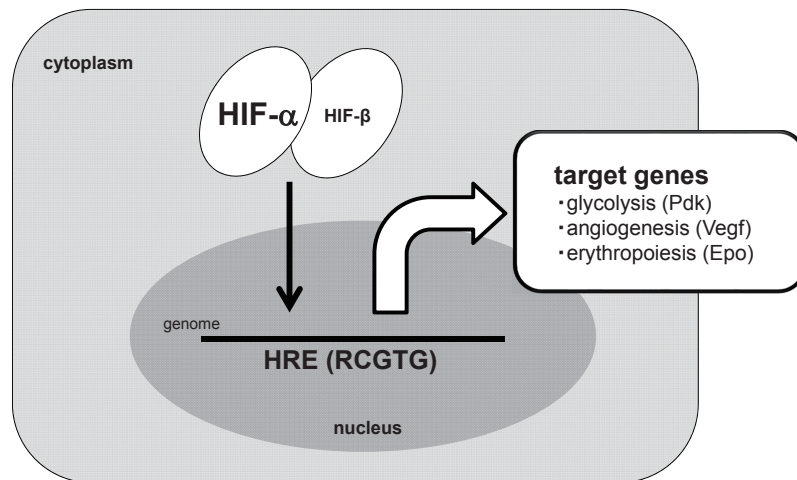 cytoplasm
HIF-α
HIF-β
target genes
・glycolysis (Pdk)
・angiogenesis (Vegf)
・erythropoiesis (Epo)
genome
HRE (RCGTG)
nucleus